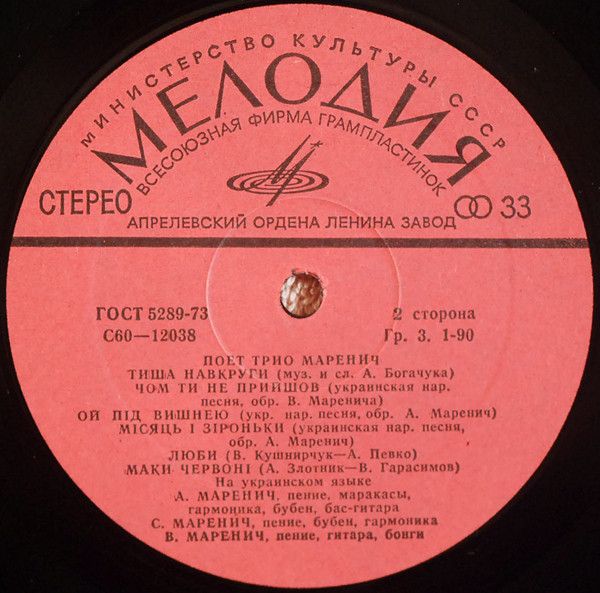 МИНИСТЕРСТВО КУЛЬТУРЫ СССР
МЕЛОДИЯ
ВСЕСОЮЗНАЯ ФИРМА ГРАМПЛАСТИНОК
СТЕРЕО
33
АПРЕЛЕВСКИЙ ОРДЕНА ЛЕНИНА ЗАВОД
ГОСТ 5289-73
2 сторона
С60—12038
Гр. 3. 1-90
ПОЕТ ТРИО МАРЕНИЧ
ТИША НАВКРУГИ (муз. и сл. А. Богачука)
ЧОМ ТИ НЕ ПРИЙШОВ (украинская нар.
песня, обр. В. Маренича)
ОЙ ПІД ВИШНЕЮ (укр. нар. песня, обр. А. Маренич)
МІСЯЦЬ І ЗІРОНЬКИ (украинская нар. песня,
обр. А. Маренич)
ЛЮБИ (В. Кушнирчук—А. Певко)
МАКИ ЧЕРВОНІ (А. Злотник—В. Гарасимов)
На украинском языке
А. МАРЕНИЧ, пение, маракасы,
гармоника, бубен, бас-гитара
С. МАРЕНИЧ, пение, бубен, гармоника
В. МАРЕНИЧ, пение, гитара, бонги